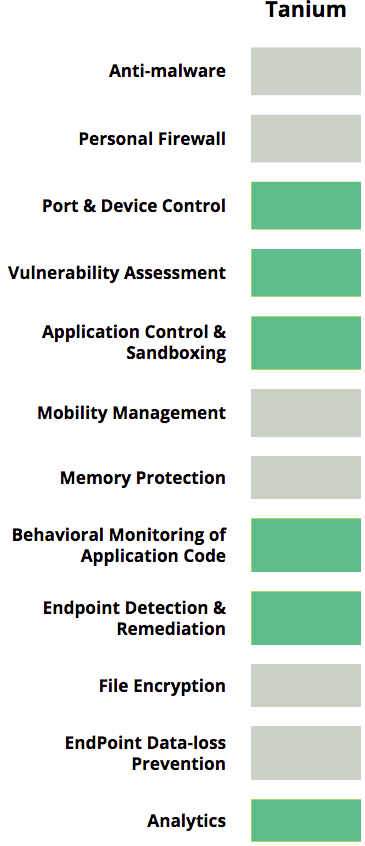 Tanium
Anti-malware
Personal Firewall
Port & Device Control
Vulnerability Assessment
Application Control &
Sandboxing
Mobility Management
Memory Protection
Behavioral Monitoring of
Application Code
Endpoint Detection &
Remediation
File Encryption
EndPoint Data-loss
Prevention
Analytics